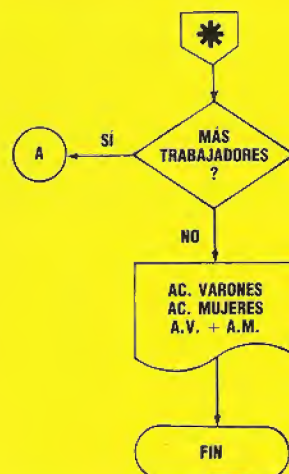 *
MÁS
TRABAJADORES
?
SÍ
A
NO
AC. VARONES
AC. MUJERES
A.V. + A.M.
FIN